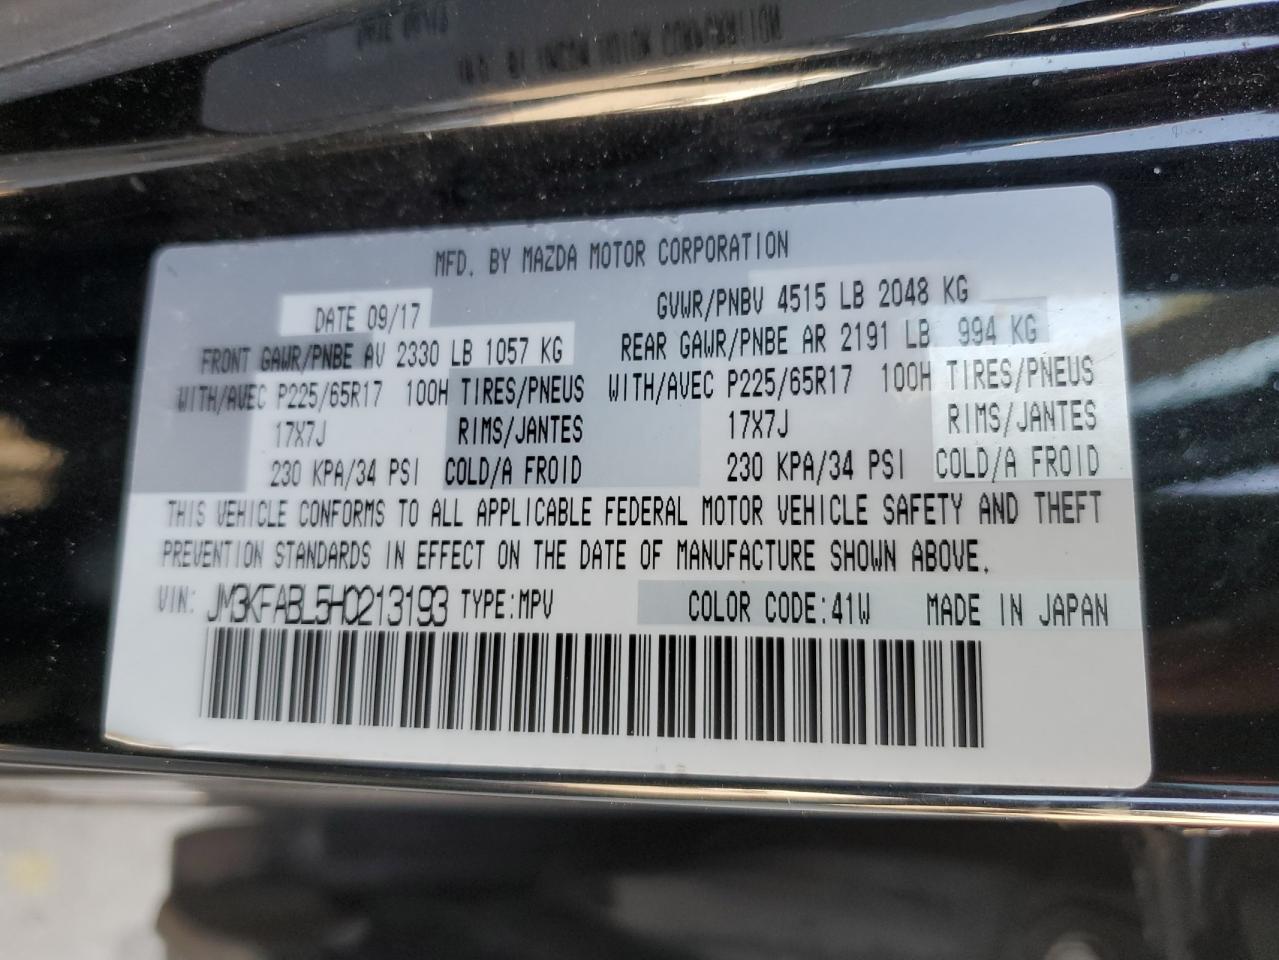 MFD. BY MAZDA MOTOR CORPORATION
DATE 09/17 GVWR/PNBV 4515 LB 2048 KG
FRONT GAWR/PNBE AV 2330 LB 1057 KG REAR GAWR/PNBE AR 2191 LB 994 KG
WITH/AVEC P225/65R17 100H TIRES/PNEUS WITH/AVEC P225/65R17 100H TIRES/PNEUS
17X7J RIMS/JANTES 17X7J RIMS/JANTES
230 KPA/34 PSI COLD/A FROID 230 KPA/34 PSI COLD/A FROID
THIS VEHICLE CONFORMS TO ALL APPLICABLE FEDERAL MOTOR VEHICLE SAFETY AND THEFT
PREVENTION STANDARDS IN EFFECT ON THE DATE OF MANUFACTURE SHOWN ABOVE.
VIN: JM3KFABL5H0213193 TYPE:MPV COLOR CODE:41W MADE IN JAPAN